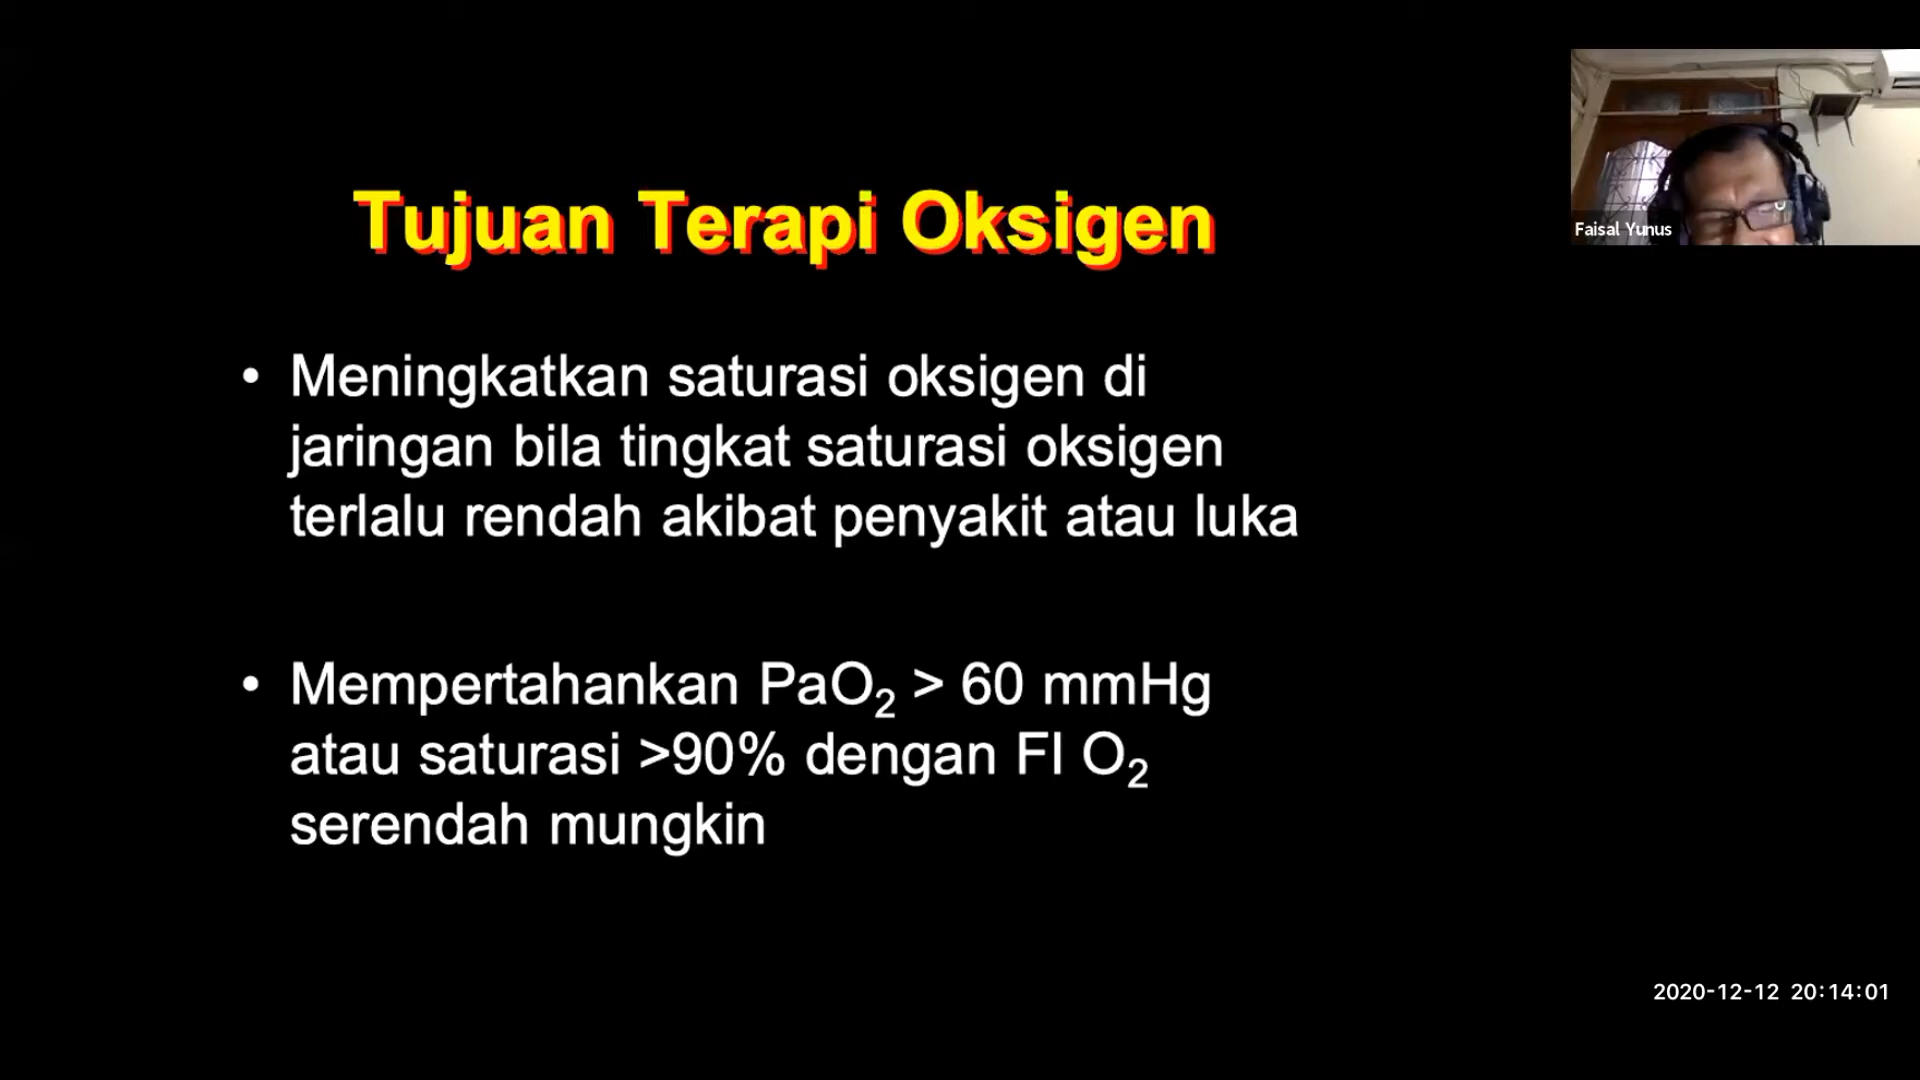 Tujuan Terapi Oksigen
• Meningkatkan saturasi oksigen di
jaringan bila tingkat saturasi oksigen
terlalu rendah akibat penyakit atau luka
• Mempertahankan PaO₂ > 60 mmHg
atau saturasi >90% dengan FI O₂
serendah mungkin
Faisal Yunus
2020-12-12 20:14:01